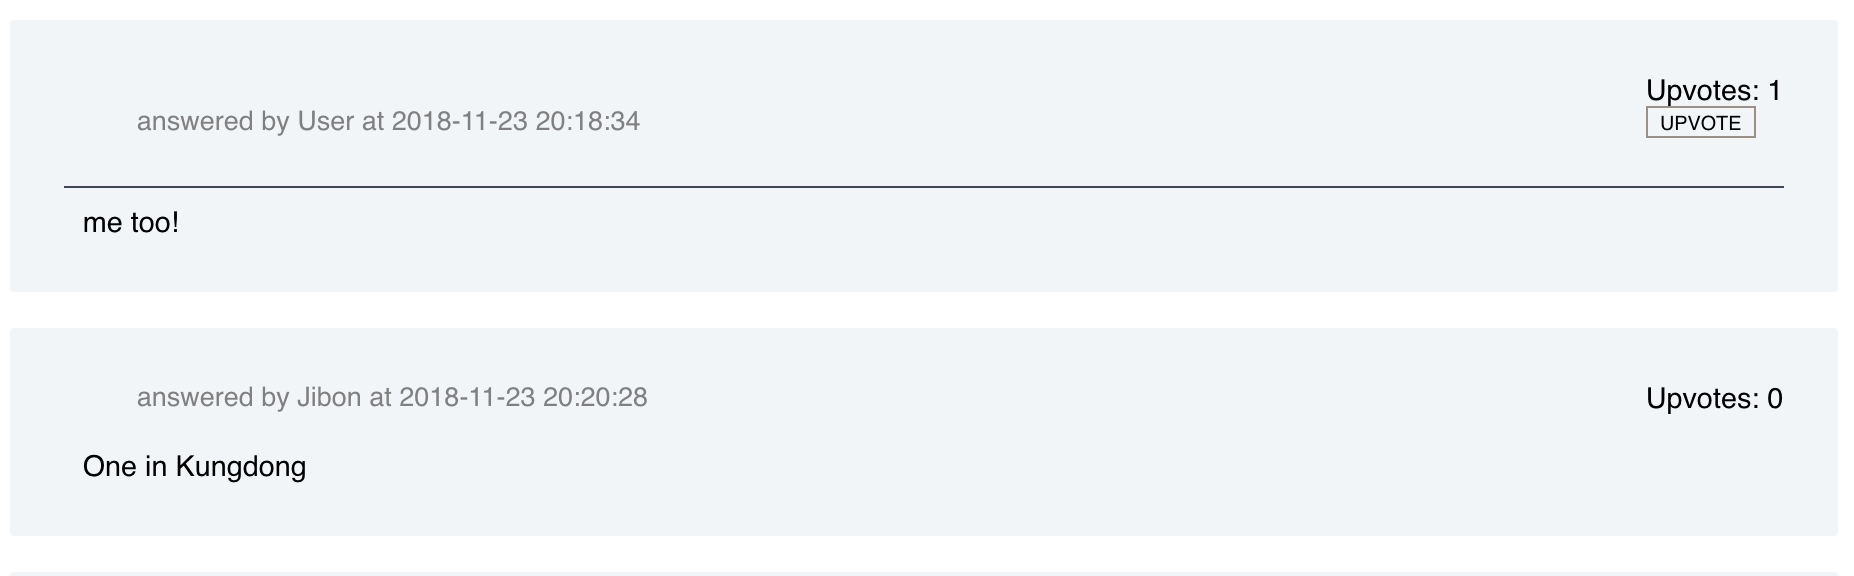 answered by User at 2018-11-23 20:18:34
Upvotes: 1
UPVOTE
me too!
answered by Jibon at 2018-11-23 20:20:28
Upvotes: 0
One in Kungdong